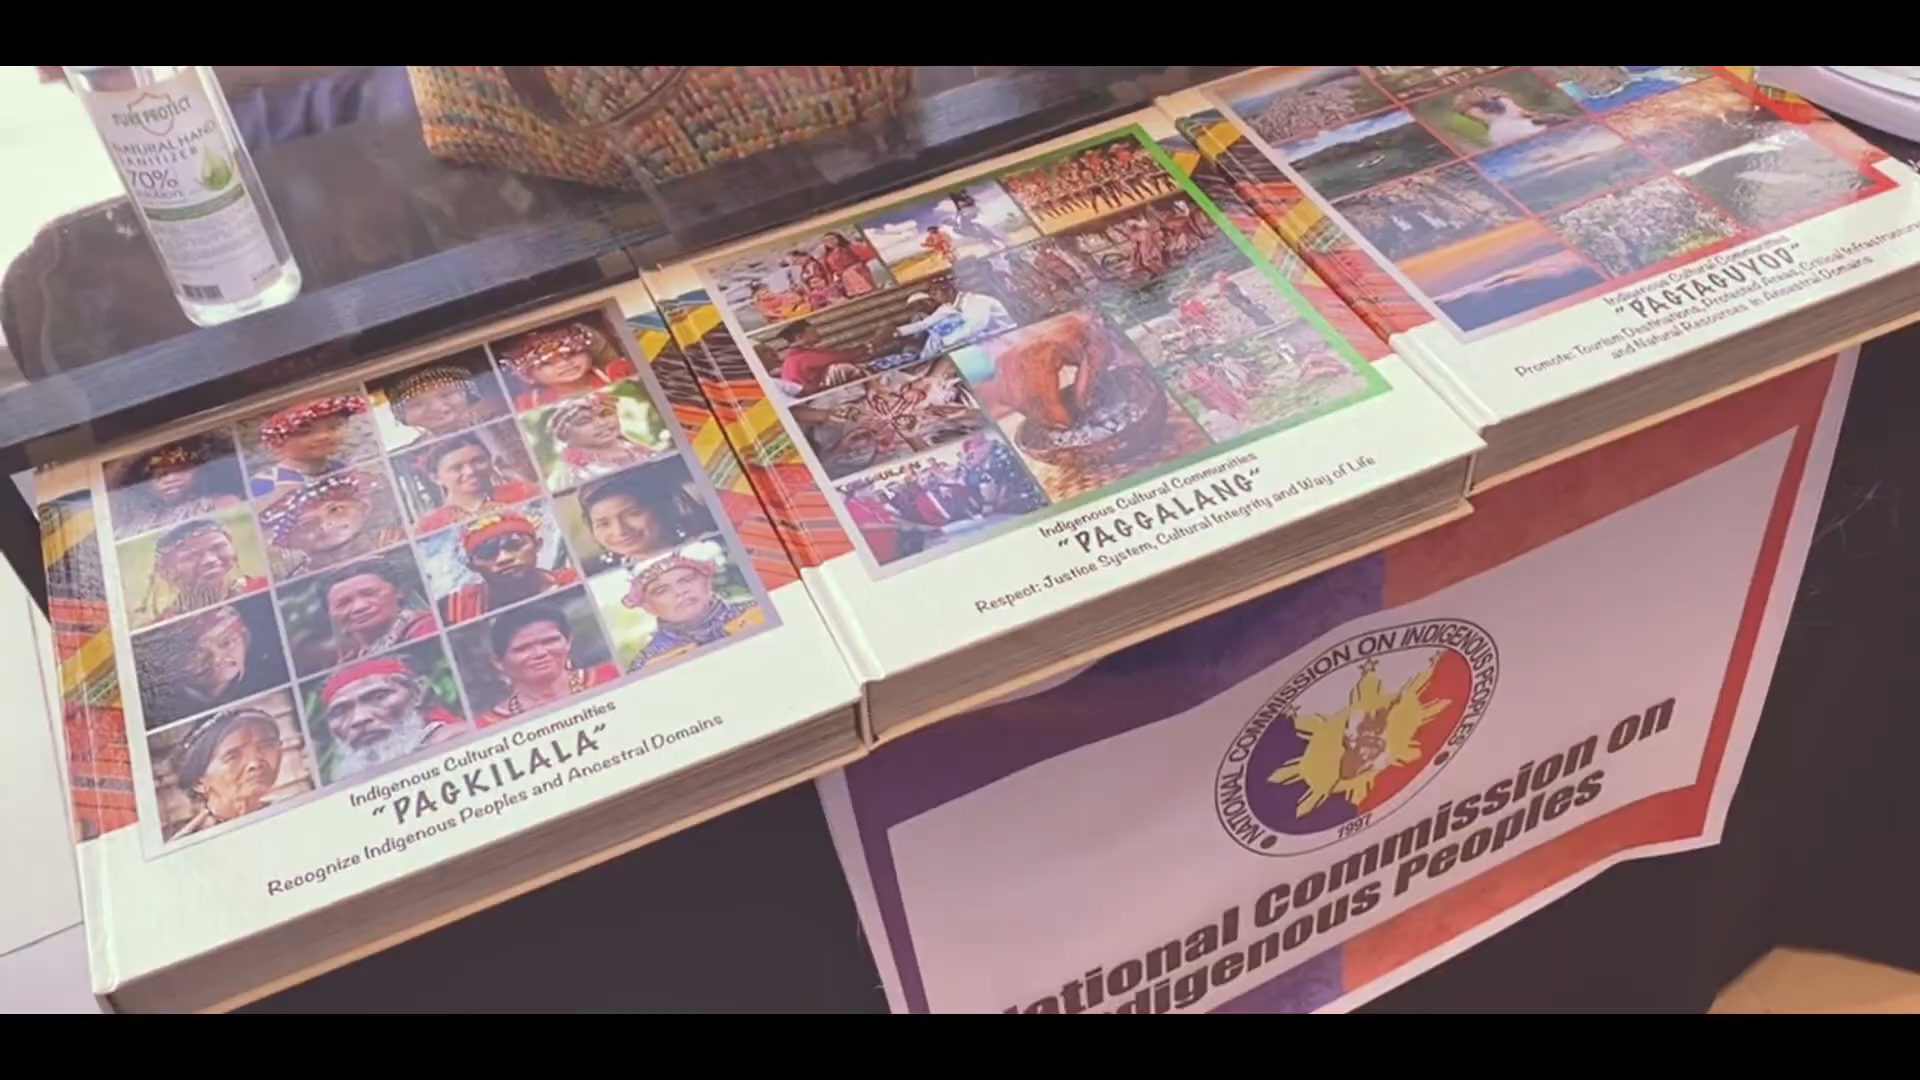 PURE PROTECT
NATURAL HAND
SANITIZER
70%
Indigenous Cultural Communities
"PAGKILALA"
Recognize Indigenous Peoples and Ancestral Domains
Indigenous Cultural Communities
"PAGGALANG"
Respect: Justice System, Cultural Integrity and Way of Life
Indigenous Cultural Communities
"PAGTAGUYOD"
Promote: Tourism Destinations, Protected Areas, Critical Infrastructure
and Natural Resources in Ancestral Domains
NATIONAL COMMISSION ON INDIGENOUS PEOPLES
1997
National Commission on
Indigenous Peoples